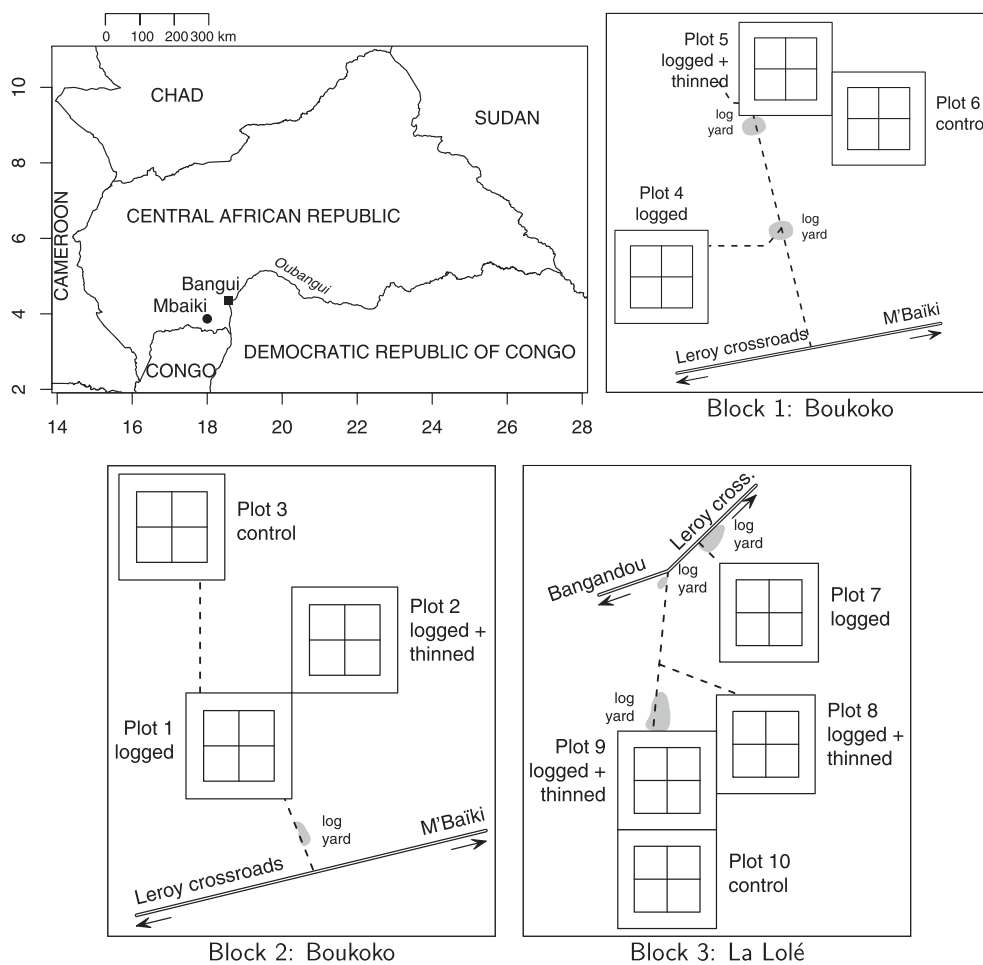 0 100 200 300 km
CHAD
SUDAN
CENTRAL AFRICAN REPUBLIC
CAMEROON
Oubangui
Bangui
Mbaiki
CONGO
DEMOCRATIC REPUBLIC OF CONGO
10
8
6
4
2
14 16 18 20 22 24 26 28
Plot 5
logged +
thinned
Plot 6
contro
log
yard
Plot 4
logged
log
yard
M'Baïki
Leroy crossroads
Block 1: Boukoko
Plot 3
control
Plot 2
logged +
thinned
Plot 1
logged
log
yard
M'Baïki
Leroy crossroads
Block 2: Boukoko
Leroy cross.
log
yard
Bangandou
log
yard
Plot 7
logged
log
yard
Plot 8
logged +
thinned
Plot 9
logged +
thinned
Plot 10
control
Block 3: La Lolé